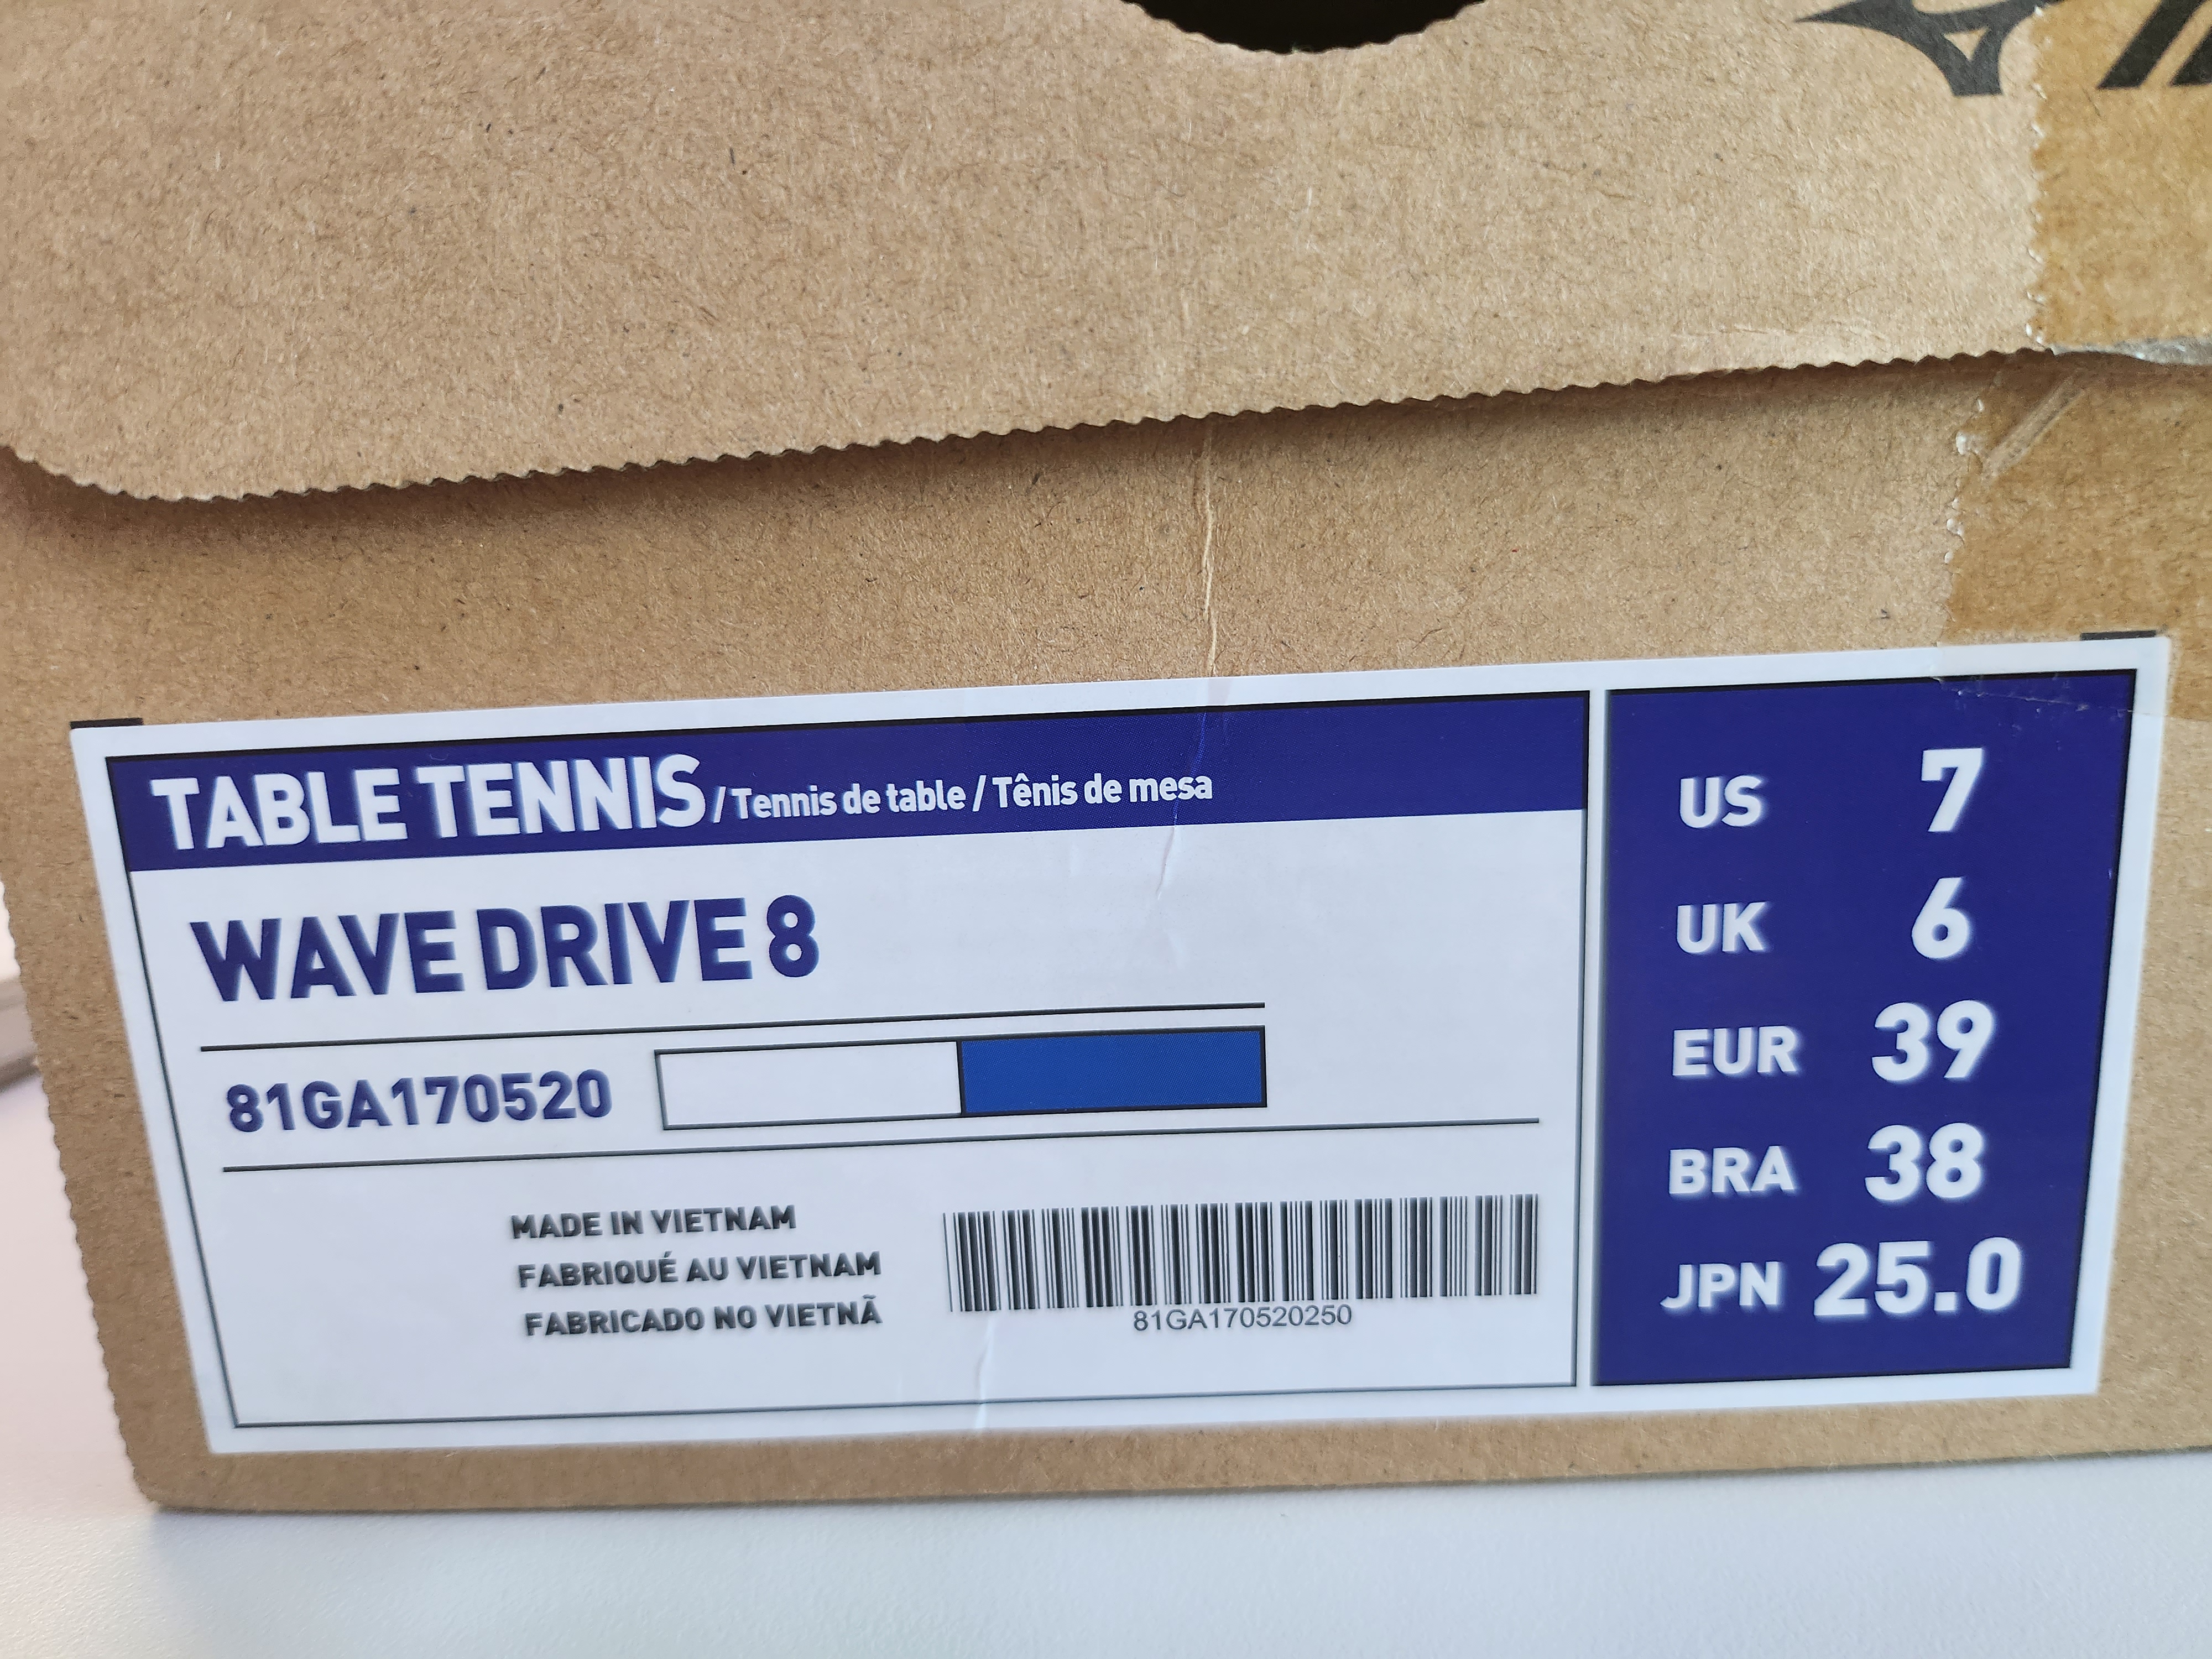 TABLE TENNIS / Tennis de table / Tênis de mesa
WAVE DRIVE 8
81GA170520
MADE IN VIETNAM
FABRIQUÉ AU VIETNAM
FABRICADO NO VIETNÃ
81GA170520250
US 7
UK 6
EUR 39
BRA 38
JPN 25.0